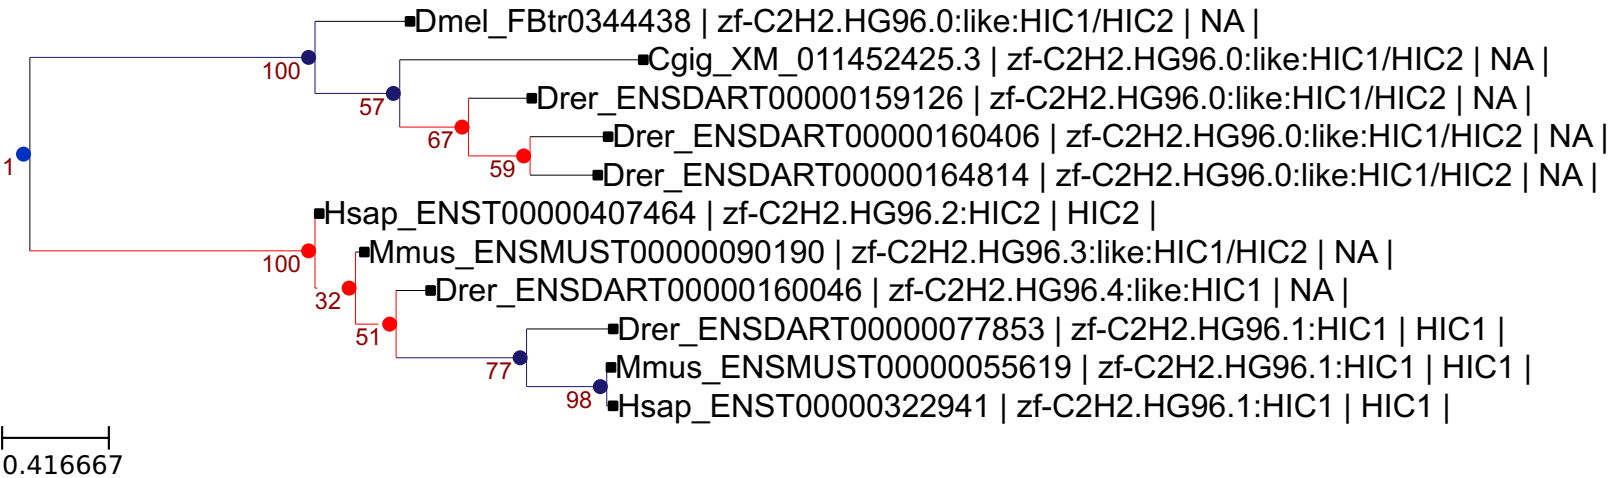 Dmel_FBtr0344438 | zf-C2H2.HG96.0:like:HIC1/HIC2 | NA |
100
Cgig_XM_011452425.3 | zf-C2H2.HG96.0:like:HIC1/HIC2 | NA |
57
Drer_ENSDART00000159126 | zf-C2H2.HG96.0:like:HIC1/HIC2 | NA |
67
Drer_ENSDART00000160406 | zf-C2H2.HG96.0:like:HIC1/HIC2 | NA |
1
59
Drer_ENSDART00000164814 | zf-C2H2.HG96.0:like:HIC1/HIC2 | NA |
Hsap_ENST00000407464 | zf-C2H2.HG96.2:HIC2 | HIC2 |
100
Mmus_ENSMUST00000090190 | zf-C2H2.HG96.3:like:HIC1/HIC2 | NA |
32
Drer_ENSDART00000160046 | zf-C2H2.HG96.4:like:HIC1 | NA |
51
Drer_ENSDART00000077853 | zf-C2H2.HG96.1:HIC1 | HIC1 |
77
Mmus_ENSMUST00000055619 | zf-C2H2.HG96.1:HIC1 | HIC1 |
98
Hsap_ENST00000322941 | zf-C2H2.HG96.1:HIC1 | HIC1 |
0.416667